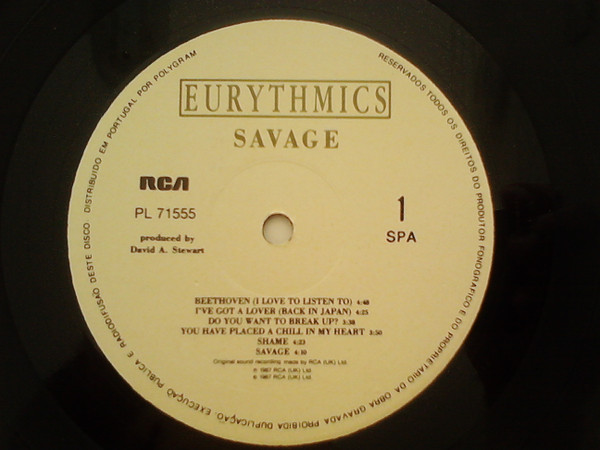 EURYTHMICS
SAVAGE
RCA
PL 71555
produced by
David A. Stewart
1
SPA
BEETHOVEN (I LOVE TO LISTEN TO) 4:48
I'VE GOT A LOVER (BACK IN JAPAN) 4:25
DO YOU WANT TO BREAK UP? 3:38
YOU HAVE PLACED A CHILL IN MY HEART 3:50
SHAME 4:23
SAVAGE 4:10
Original sound recording made by RCA (UK) Ltd.
℗ 1987 RCA (UK) Ltd.
© 1987 RCA (UK) Ltd.
RESERVADOS TODOS OS DIREITOS DO PRODUTOR FONOGRAFICO E DO PROPRIETARIO DA OBRA GRAVADA PROIBIDA DUPLICAÇÃO, EXECUÇÃO PUBLICA E RADIODIFUSÃO DESTE DISCO. DISTRIBUIDO EM PORTUGAL POR POLYGRAM